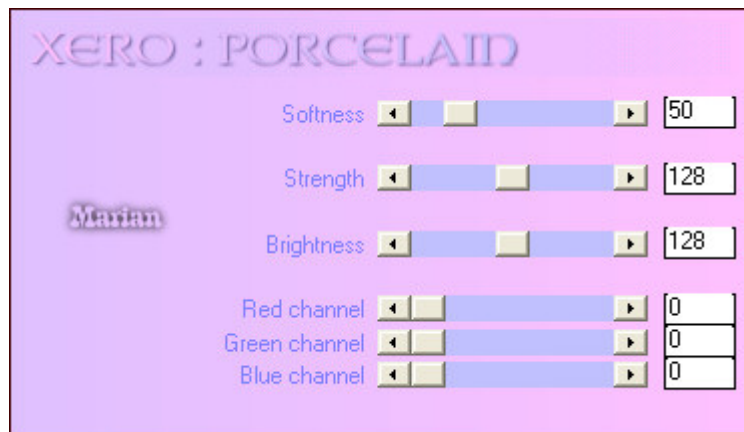 XERO : PORCELAIN
Softness 50
Strength 128
Marian
Brightness 128
Red channel 0
Green channel 0
Blue channel 0